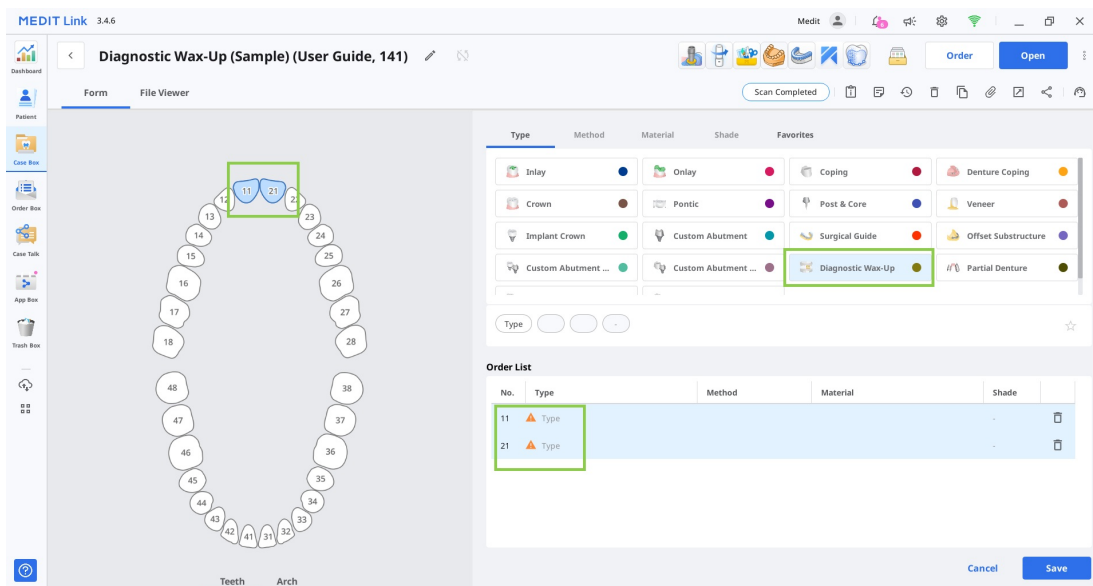 MEDIT Link 3.4.6
Medit
Dashboard
Diagnostic Wax-Up (Sample) (User Guide, 141)
Order
Open
Form
File Viewer
Scan Completed
Patient
Case Box
Order Box
Case Talk
App Box
Trash Box
Type Method Material Shade Favorites
Inlay Onlay Coping Denture Coping
Crown Pontic Post & Core Veneer
Implant Crown Custom Abutment Surgical Guide Offset Substructure
Custom Abutment ... Custom Abutment ... Diagnostic Wax-Up Partial Denture
Type -
11 21
12
13 23
14 24
15 25
16 26
17 27
18 28
48 38
47 37
46 36
45 35
44 34
43 33
42 41 31 32
Teeth Arch
Order List
No. Type Method Material Shade
11 Type -
21 Type -
Cancel Save